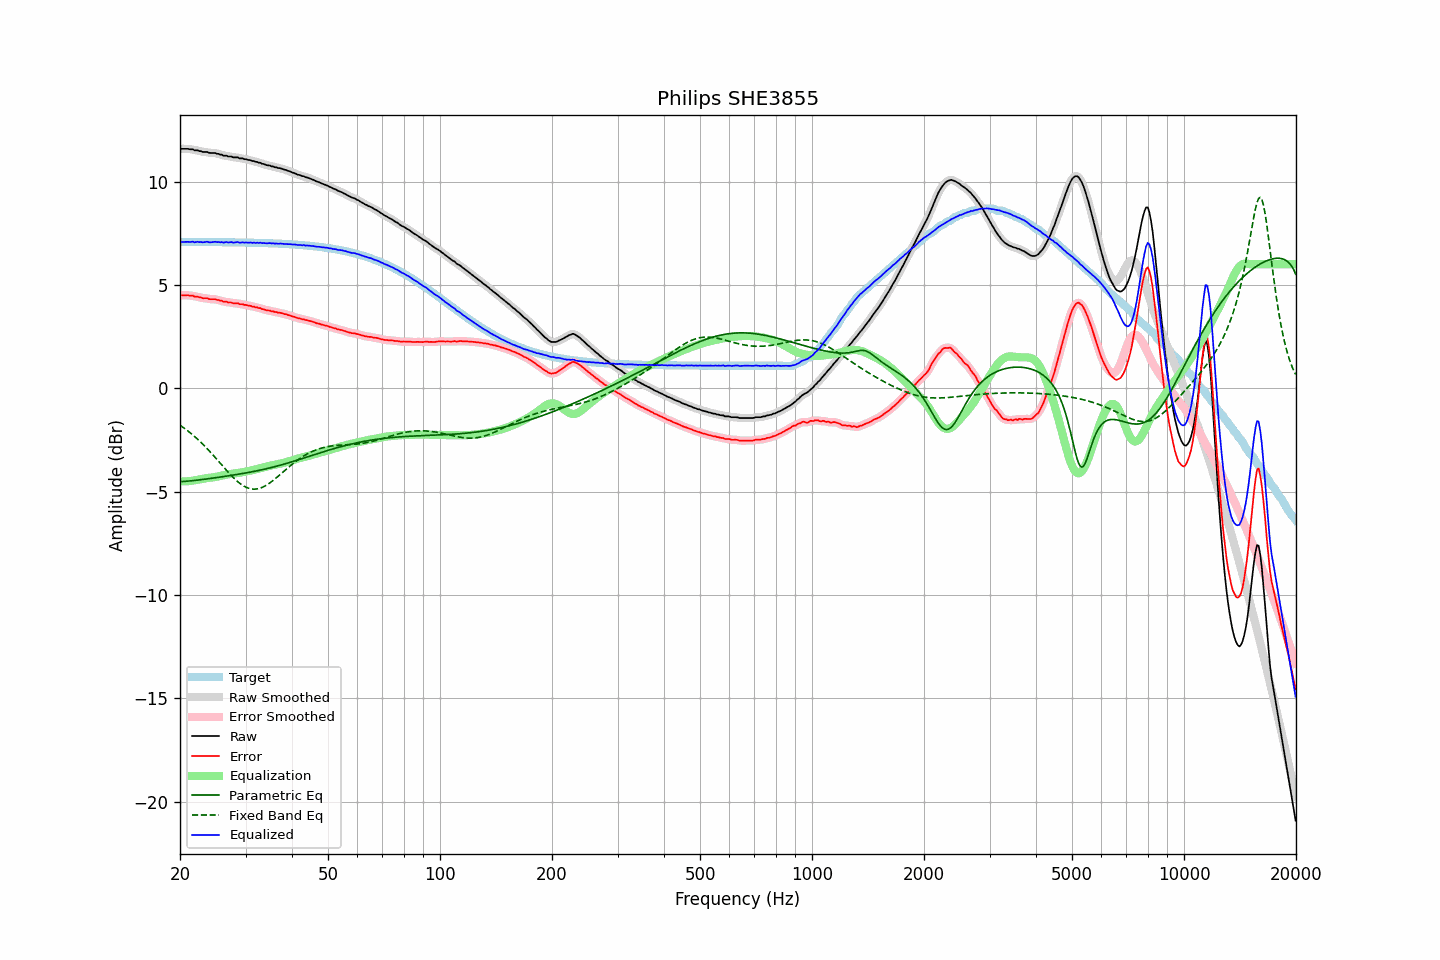 Philips SHE3855
Amplitude (dBr)
10
5
0
−5
−10
−15
−20
Target
Raw Smoothed
Error Smoothed
Raw
Error
Equalization
Parametric Eq
Fixed Band Eq
Equalized
20 50 100 200 500 1000 2000 5000 10000 20000
Frequency (Hz)